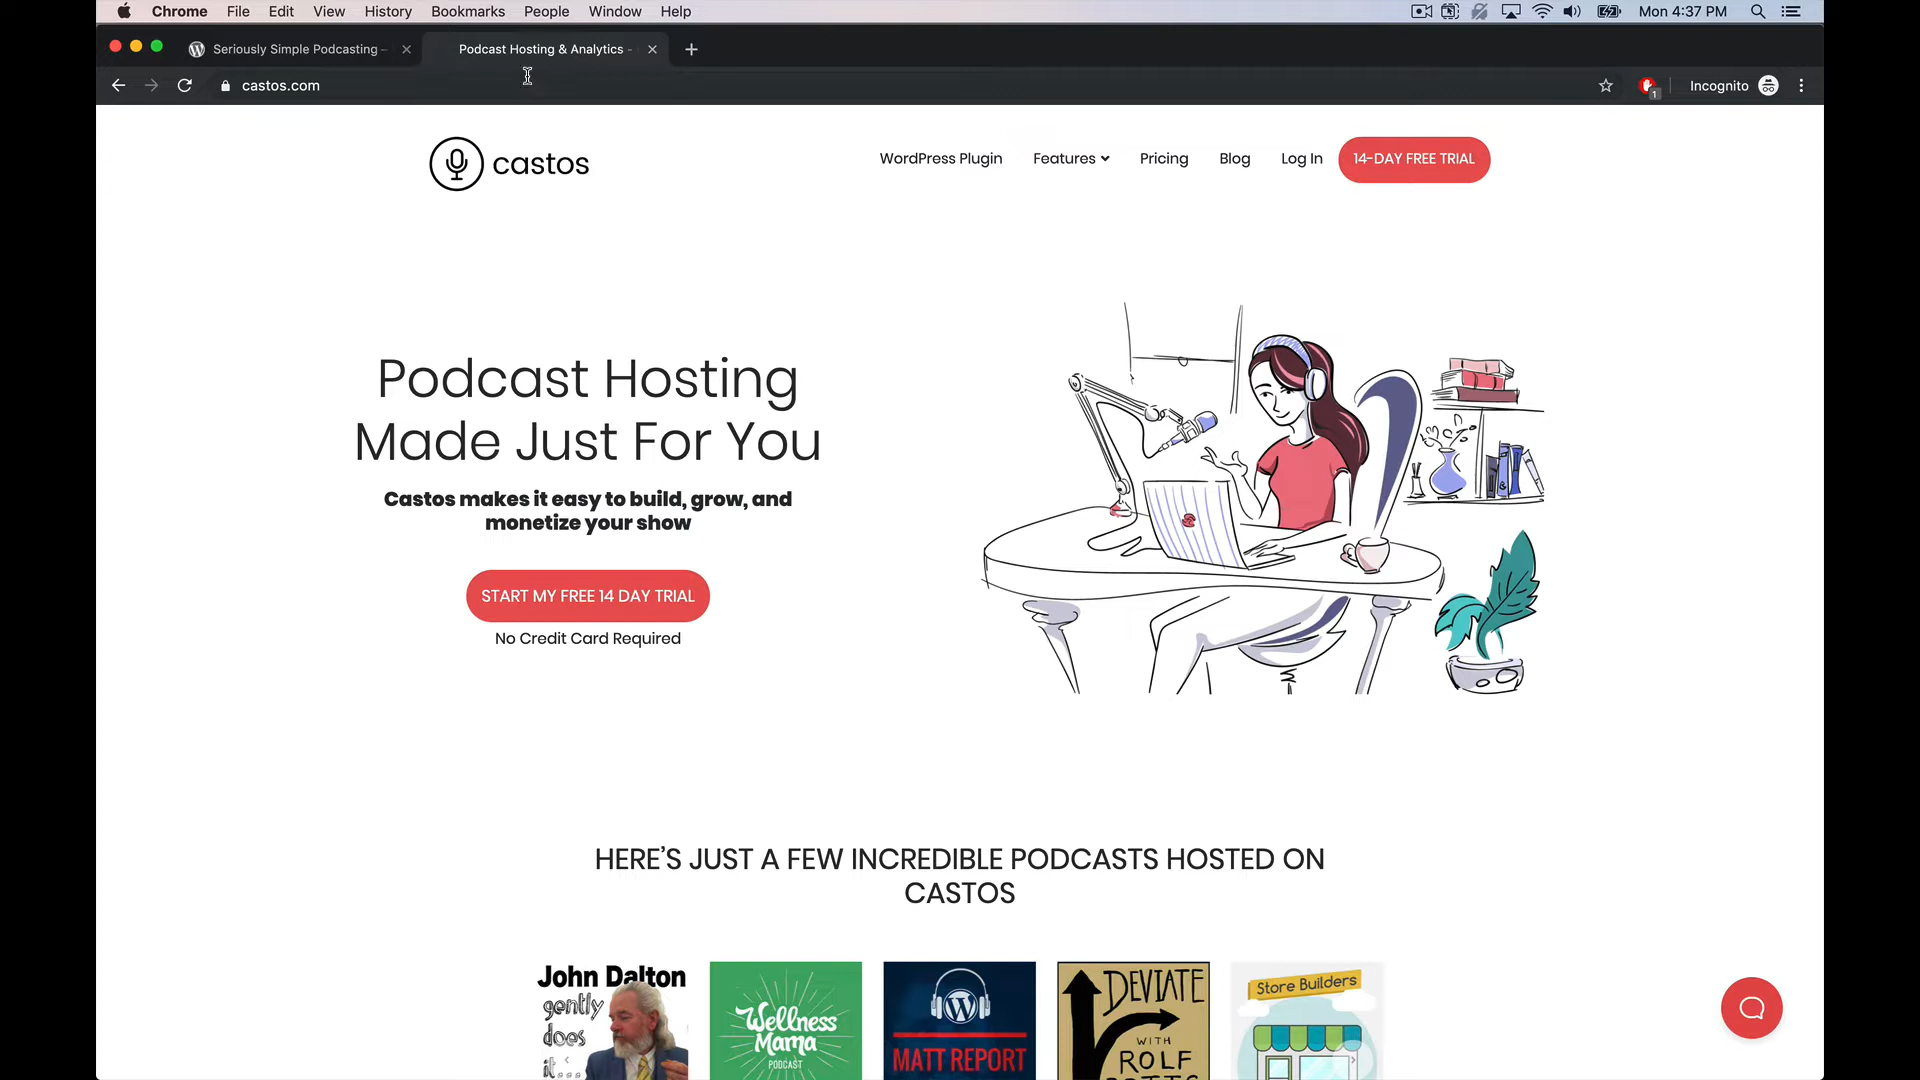 Chrome File Edit View History Bookmarks People Window Help
Mon 4:37 PM
Seriously Simple Podcasting –
Podcast Hosting & Analytics -
castos.com
1
Incognito
castos
WordPress Plugin
Features
Pricing
Blog
Log In
14-DAY FREE TRIAL
Podcast Hosting
Made Just For You
Castos makes it easy to build, grow, and
monetize your show
START MY FREE 14 DAY TRIAL
No Credit Card Required
HERE’S JUST A FEW INCREDIBLE PODCASTS HOSTED ON
CASTOS
John Dalton
gently
does
it....
Wellness
Mama
PODCAST
MATT REPORT
DEVIATE
WITH
ROLF
Store Builders